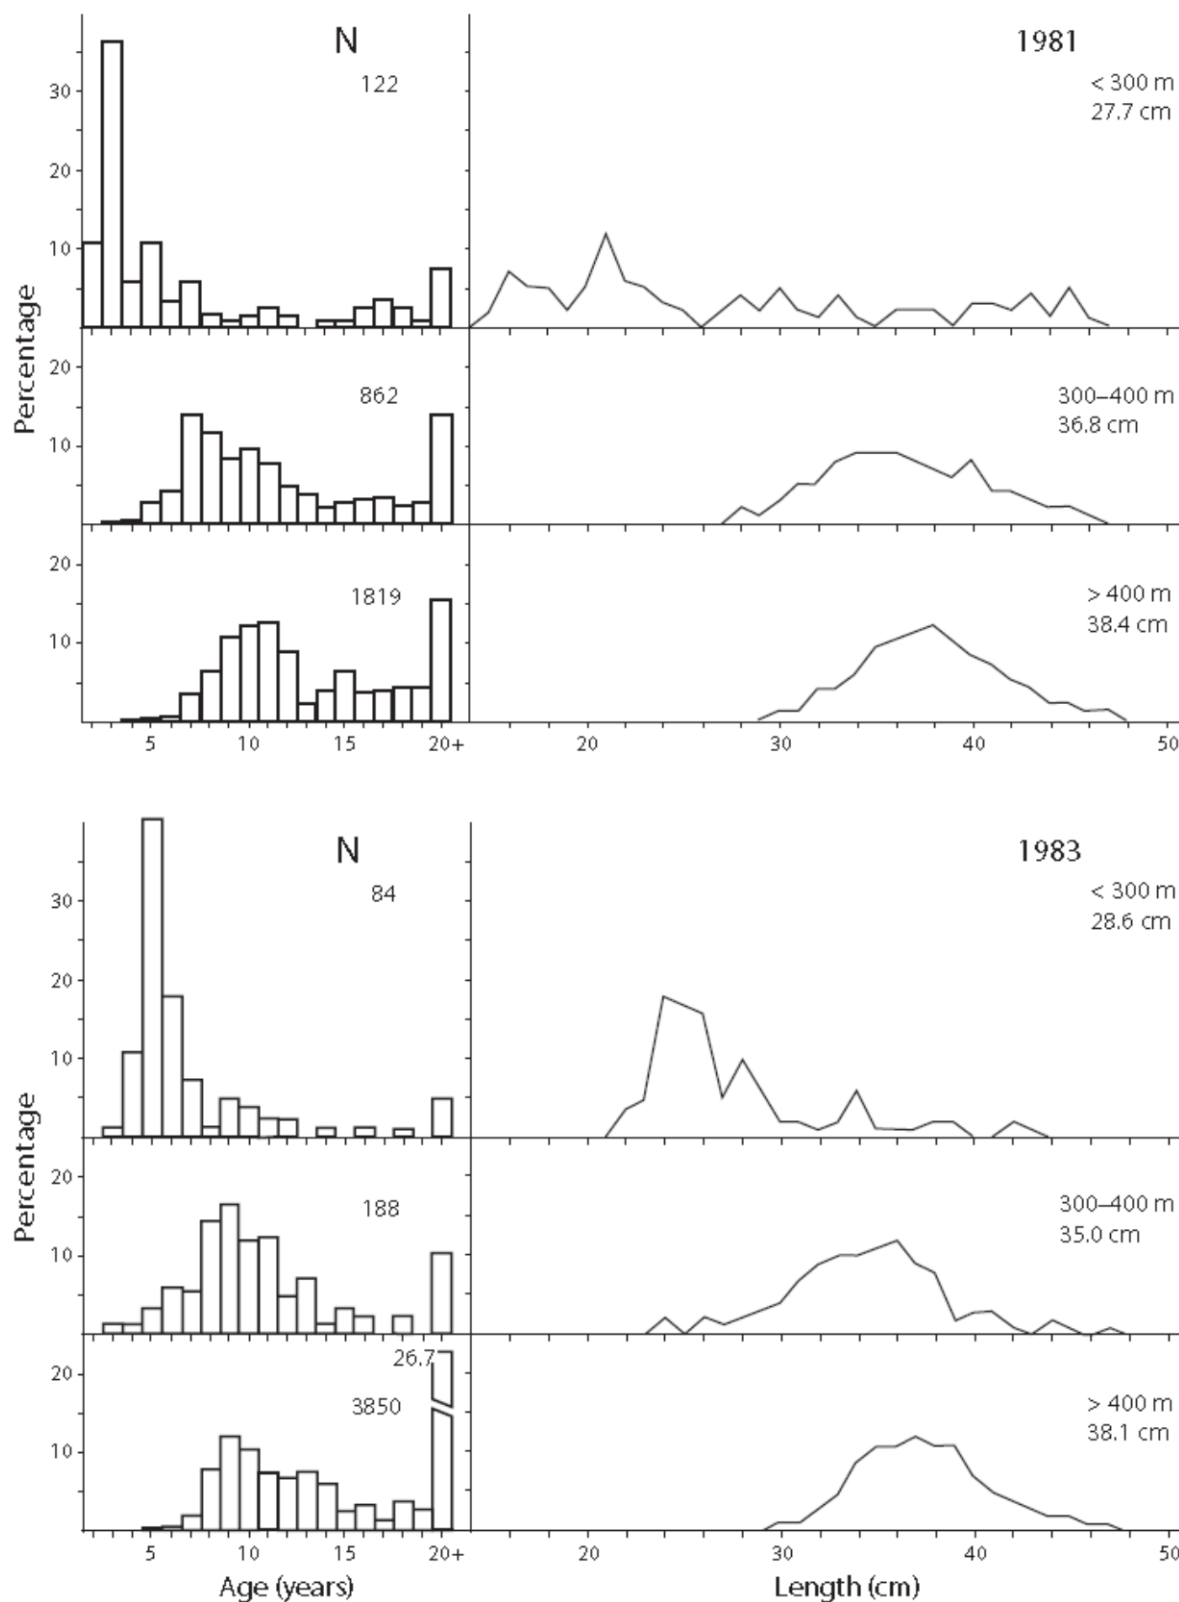 N
1981
122
< 300 m
27.7 cm
30
20
10
Percentage
20
862
300–400 m
36.8 cm
10
20
1819
> 400 m
38.4 cm
10
5 10 15 20+ 20 30 40 50
N
1983
84
< 300 m
28.6 cm
30
20
10
Percentage
20
188
300–400 m
35.0 cm
10
26.7
20
3850
> 400 m
38.1 cm
10
5 10 15 20+ 20 30 40 50
Age (years) Length (cm)